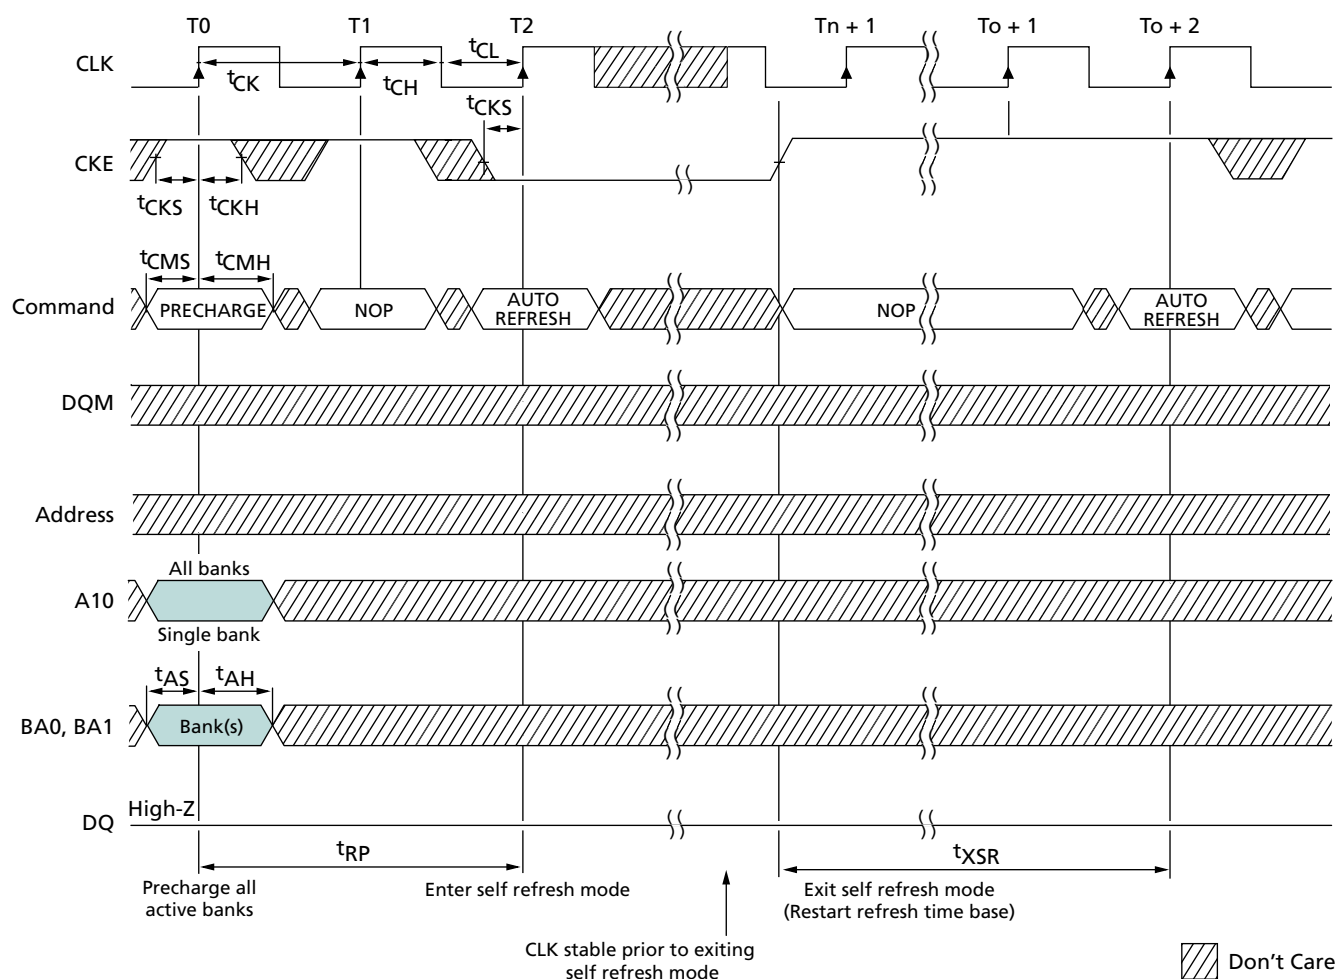 T0 T1 T2 Tn + 1 To + 1 To + 2
CLK
tCK
tCH
tCL
tCKS
CKE
tCKS tCKH
tCMS tCMH
Command PRECHARGE NOP AUTO REFRESH NOP AUTO REFRESH
DQM
Address
All banks
A10
Single bank
tAS tAH
BA0, BA1 Bank(s)
High-Z
DQ
tRP tXSR
Precharge all
active banks
Enter self refresh mode
Exit self refresh mode
(Restart refresh time base)
CLK stable prior to exiting
self refresh mode
Don't Care